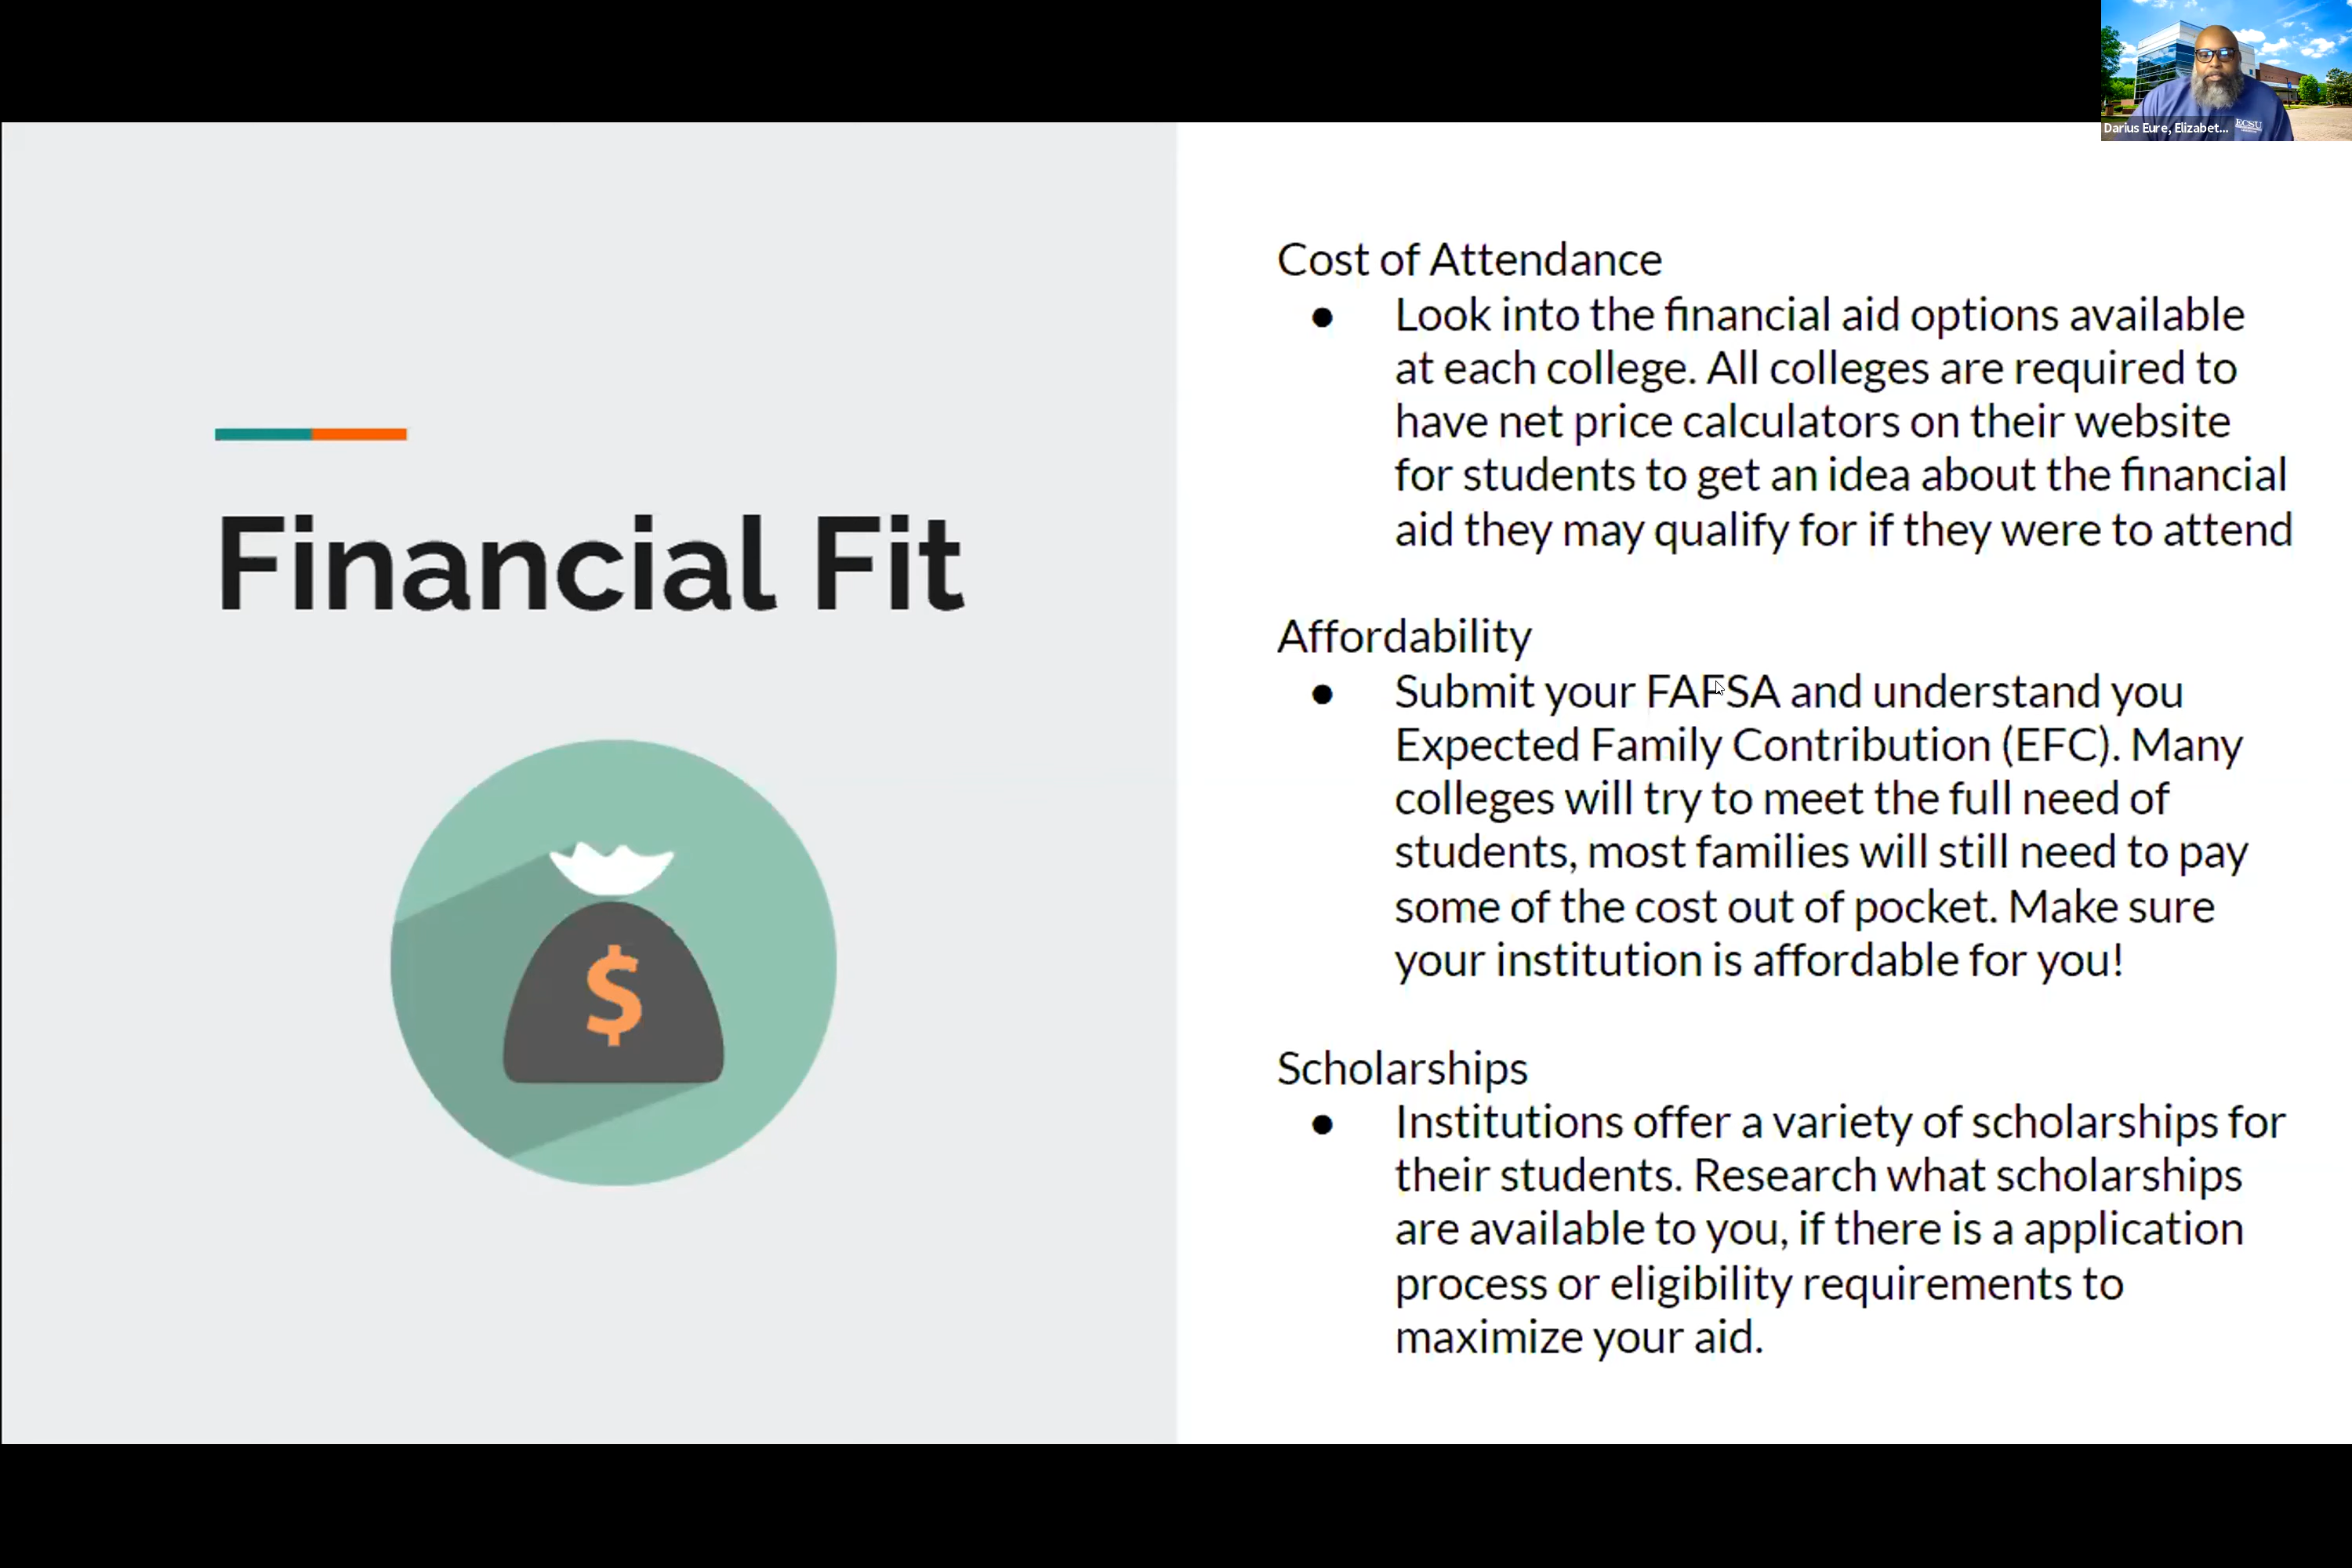 Darius Eure, Elizabet...
ECSU
Financial Fit
$
Cost of Attendance
● Look into the financial aid options available
at each college. All colleges are required to
have net price calculators on their website
for students to get an idea about the financial
aid they may qualify for if they were to attend
Affordability
● Submit your FAFSA and understand you
Expected Family Contribution (EFC). Many
colleges will try to meet the full need of
students, most families will still need to pay
some of the cost out of pocket. Make sure
your institution is affordable for you!
Scholarships
● Institutions offer a variety of scholarships for
their students. Research what scholarships
are available to you, if there is a application
process or eligibility requirements to
maximize your aid.